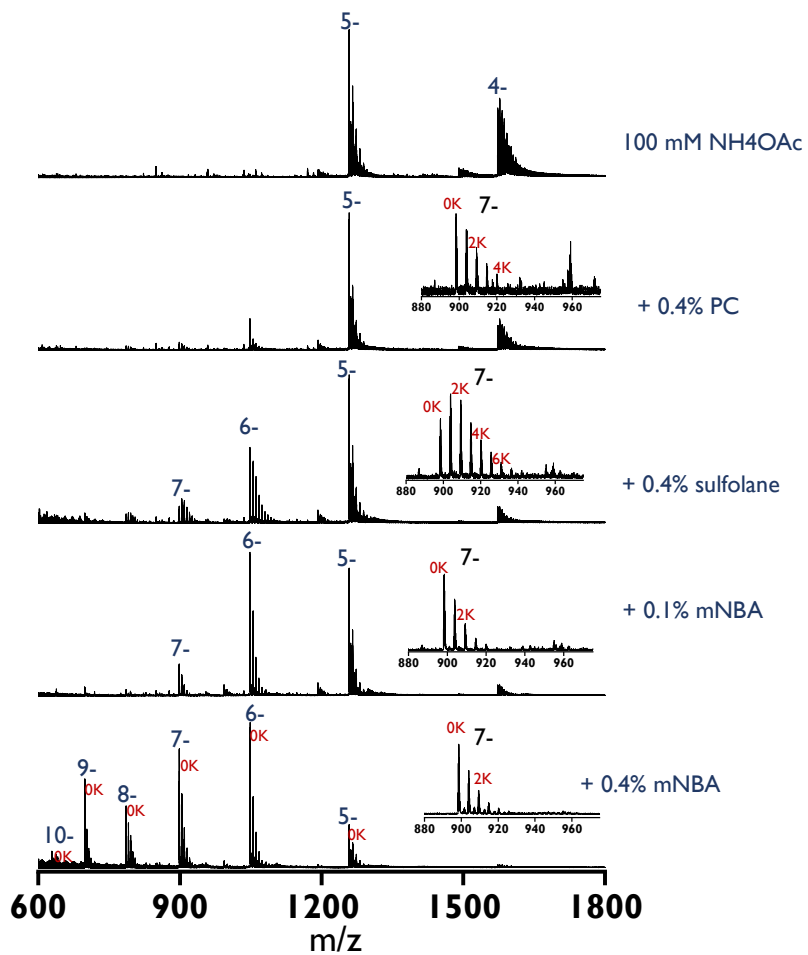 5-
4-
100 mM NH4OAc
5-
7-
0K
2K
4K
880 900 920 940 960
+ 0.4% PC
5-
6-
7-
7-
0K
2K
4K
6K
880 900 920 940 960
+ 0.4% sulfolane
6-
5-
7-
7-
0K
2K
880 900 920 940 960
+ 0.1% mNBA
6-
0K
7-
0K
9-
0K
8-
0K
10-
0K
5-
0K
7-
0K
2K
880 900 920 940 960
+ 0.4% mNBA
600 900 1200 1500 1800
m/z